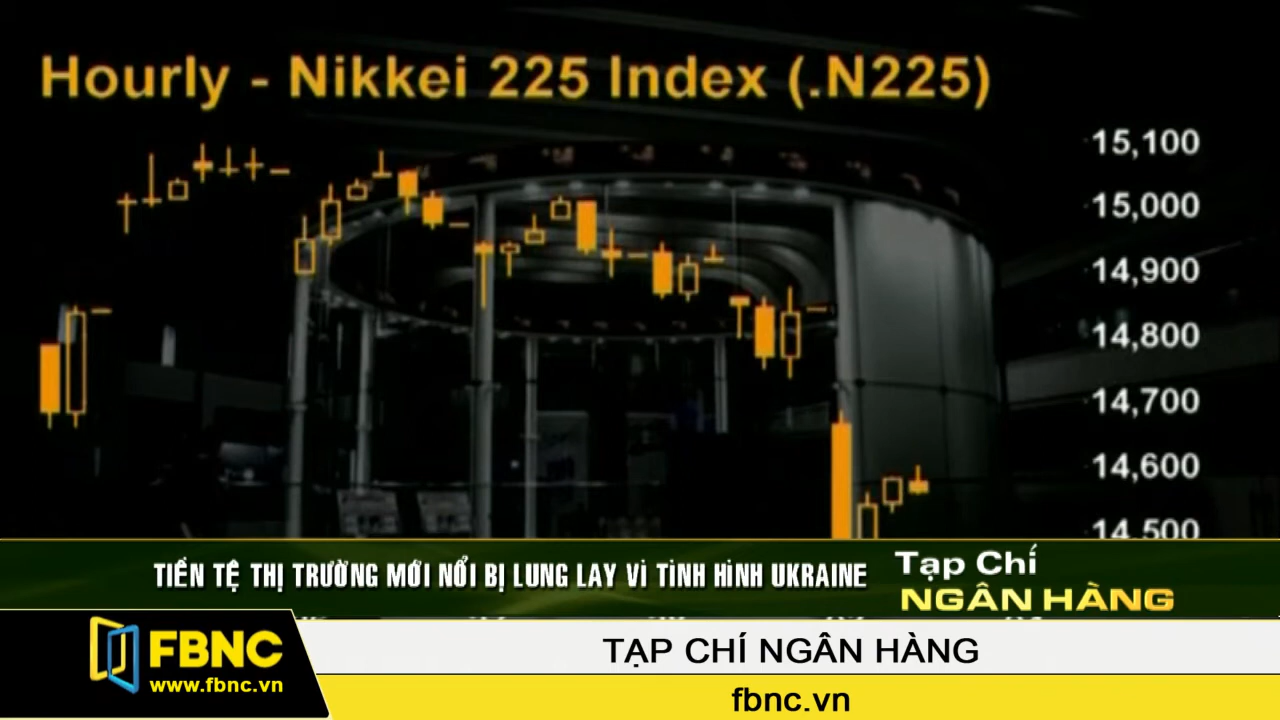 Hourly - Nikkei 225 Index (.N225)
15,100
15,000
14,900
14,800
14,700
14,600
14,500
TIỀN TỆ THỊ TRƯỜNG MỚI NỔI BỊ LUNG LAY VÌ TÌNH HÌNH UKRAINE
Tạp Chí
NGÂN HÀNG
FBNC
www.fbnc.vn
TẠP CHÍ NGÂN HÀNG
fbnc.vn